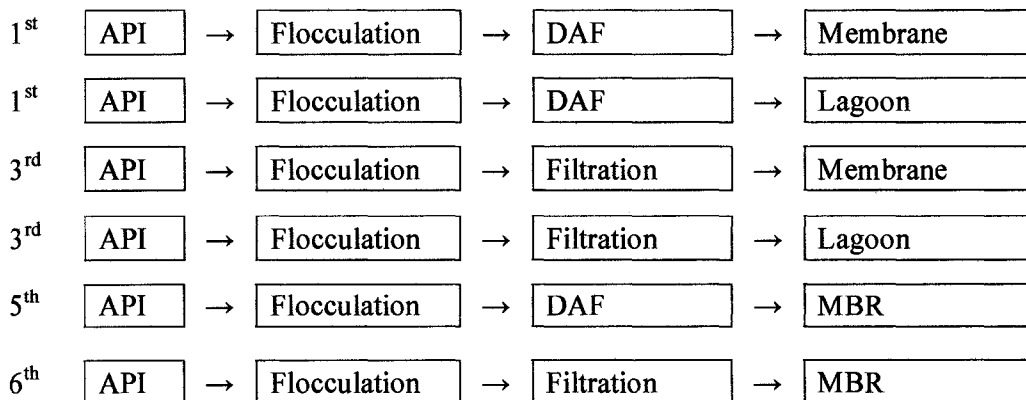 1st API → Flocculation → DAF → Membrane
1st API → Flocculation → DAF → Lagoon
3rd API → Flocculation → Filtration → Membrane
3rd API → Flocculation → Filtration → Lagoon
5th API → Flocculation → DAF → MBR
6th API → Flocculation → Filtration → MBR